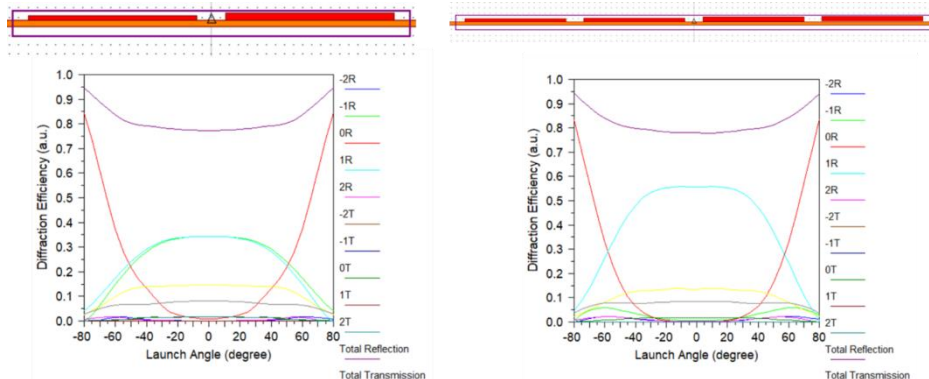 1.0
0.9
0.8
0.7
0.6
0.5
0.4
0.3
0.2
0.1
0.0
-80 -60 -40 -20 0 20 40 60 80
Diffraction Efficiency (a.u.)
Launch Angle (degree)
-2R
-1R
0R
1R
2R
-2T
-1T
0T
1T
2T
Total Reflection
Total Transmission
1.0
0.9
0.8
0.7
0.6
0.5
0.4
0.3
0.2
0.1
0.0
-80 -60 -40 -20 0 20 40 60 80
Diffraction Efficiency (a.u.)
Launch Angle (degree)
-2R
-1R
0R
1R
2R
-2T
-1T
0T
1T
2T
Total Reflection
Total Transmission